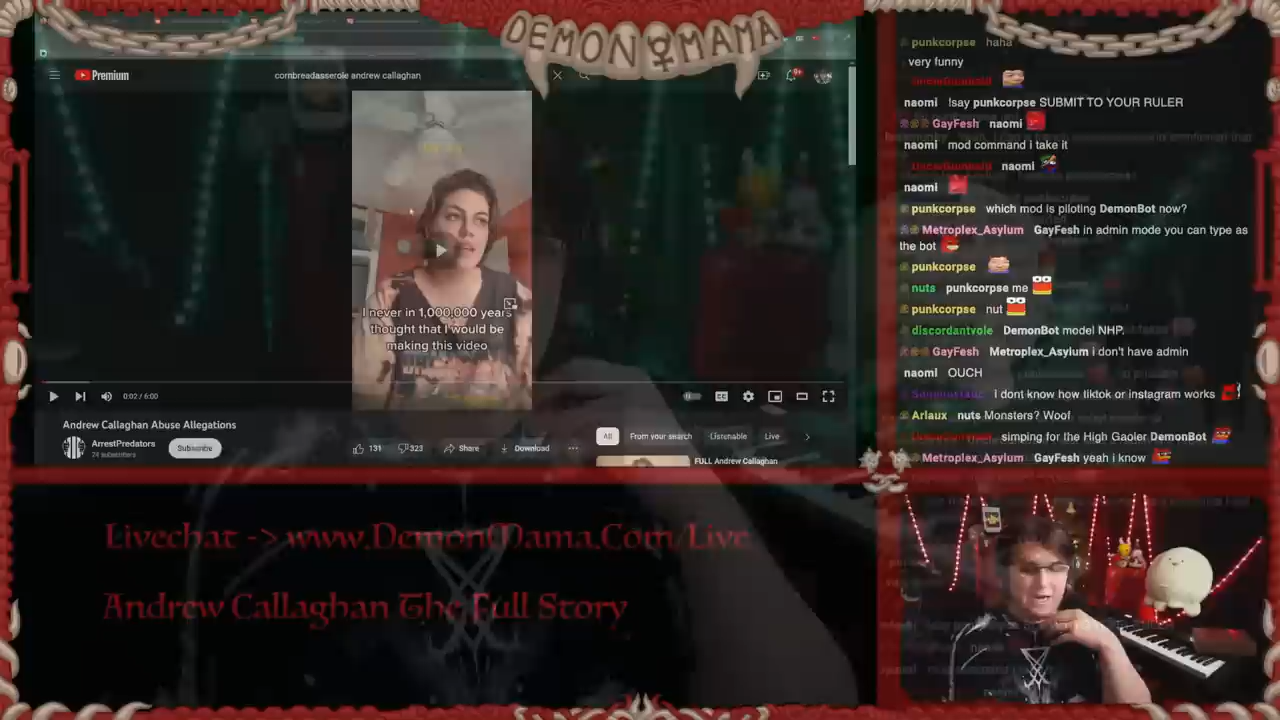 DEMON MAMA
Premium
cornbreadasserole andrew callaghan
9+
I never in 1,000,000 years
thought that I would be
making this video
0:02 / 6:00
Andrew Callaghan Abuse Allegations
ArrestPredators
24 subscribers
Subscribe
131
323
Share
Download
All
From your search
Listenable
Live
FULL Andrew Callaghan
Livechat -> www.DemonMama.Com/Live
Andrew Callaghan The Full Story
punkcorpse haha
very funny
naomi !say punkcorpse SUBMIT TO YOUR RULER
GayFesh naomi
naomi mod command i take it
naomi
naomi
punkcorpse which mod is piloting DemonBot now?
Metroplex_Asylum GayFesh in admin mode you can type as
the bot
punkcorpse
nuts punkcorpse me
punkcorpse nut
discordantvole DemonBot model NHP.
GayFesh Metroplex_Asylum i don't have admin
naomi OUCH
i dont know how tiktok or instagram works
Arlaux nuts Monsters? Woof
simping for the High Gaoler DemonBot
Metroplex_Asylum GayFesh yeah i know